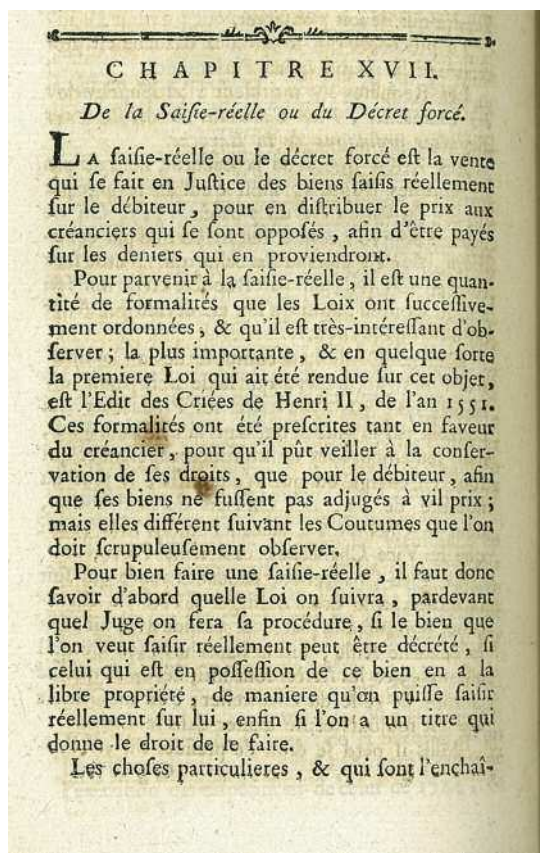 CHAPITRE XVII.
De la Saiſie-réelle ou du Décret forcé.
LA ſaiſie-réelle ou le décret forcé eſt la vente
qui ſe fait en Juſtice des biens ſaiſis réellement
ſur le débiteur, pour en diſtribuer le prix aux
créanciers qui ſe ſont oppoſés, afin d'être payés
ſur les deniers qui en proviendront.
Pour parvenir à la ſaiſie-réelle, il eſt une quan-
tité de formalités que les Loix ont ſucceſſive-
ment ordonnées, & qu'il eſt très-intéreſſant d'ob-
ſerver; la plus importante, & en quelque ſorte
la premiere Loi qui ait été rendue ſur cet objet,
eſt l'Edit des Criées de Henri II, de l'an 1551.
Ces formalités ont été preſcrites tant en faveur
du créancier, pour qu'il pût veiller à la conſer-
vation de ſes droits, que pour le débiteur, afin
que ſes biens ne fuſſent pas adjugés à vil prix;
mais elles différent ſuivant les Coutumes que l'on
doit ſcrupuleuſement obſerver.
Pour bien faire une ſaiſie-réelle, il faut donc
ſavoir d'abord quelle Loi on ſuivra, pardevant
quel Juge on fera ſa procédure, ſi le bien que
l'on veut ſaiſir réellement peut être décrété, ſi
celui qui eſt en poſſeſſion de ce bien en a la
libre propriété, de maniere qu'on puiſſe ſaiſir
réellement ſur lui, enfin ſi l'on a un titre qui
donne le droit de le faire.
Les choſes particulieres, & qui ſont l'enchaî-